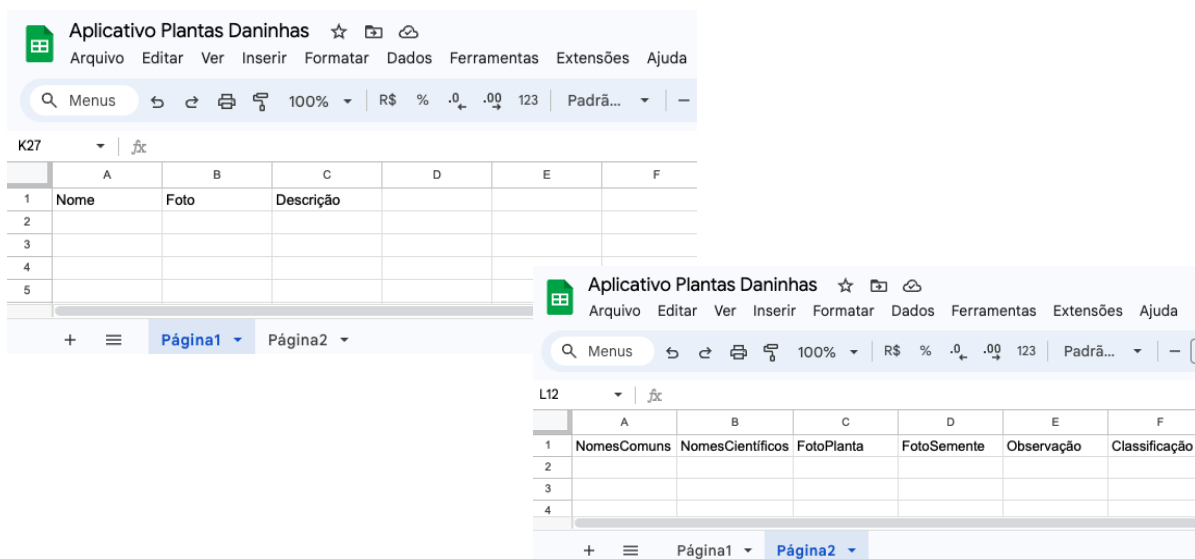 Aplicativo Plantas Daninhas
Arquivo Editar Ver Inserir Formatar Dados Ferramentas Extensões Ajuda
Menus 100% R$ % .0 .00 123 Padrã...
K27 fx
A B C D E F
1 Nome Foto Descrição
2
3
4
5
+ Página1 Página2
Aplicativo Plantas Daninhas
Arquivo Editar Ver Inserir Formatar Dados Ferramentas Extensões Ajuda
Menus 100% R$ % .0 .00 123 Padrã...
L12 fx
A B C D E F
1 NomesComuns NomesCientíficos FotoPlanta FotoSemente Observação Classificação
2
3
4
+ Página1 Página2